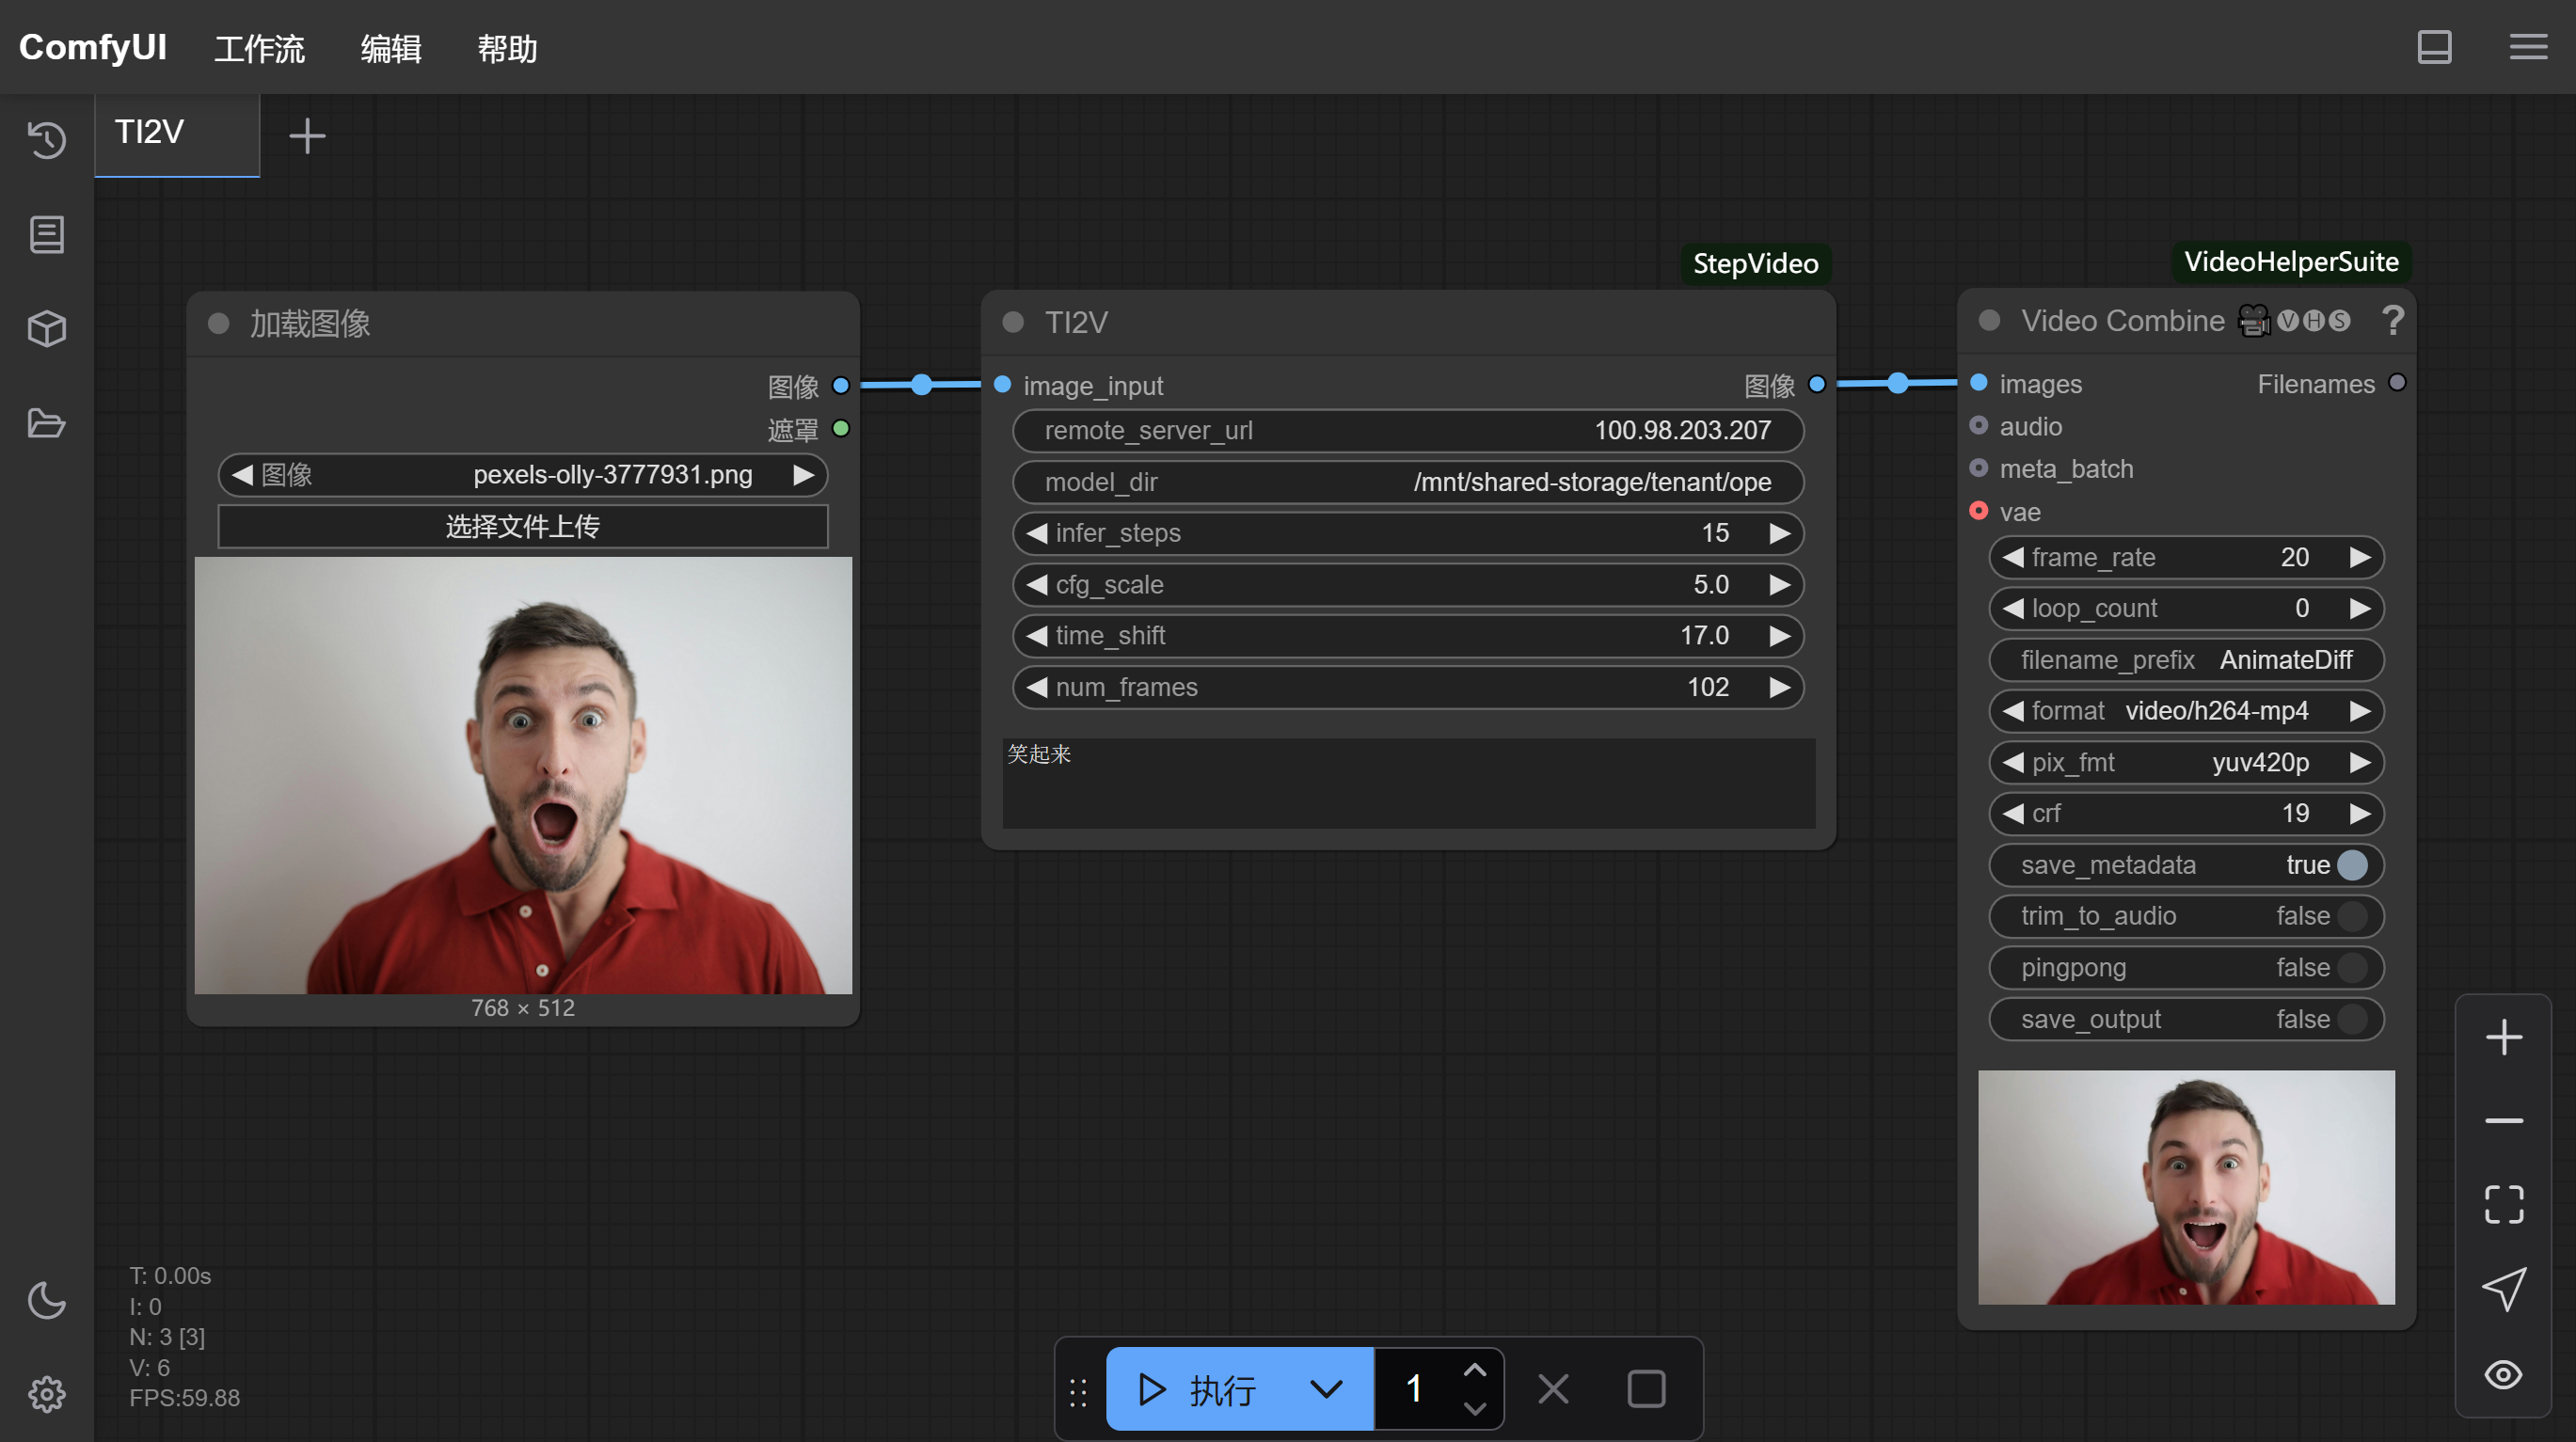 ComfyUI 工作流 编辑 帮助
TI2V
加载图像
图像
遮罩
图像 pexels-olly-3777931.png
选择文件上传
768 × 512
StepVideo
TI2V
image_input 图像
remote_server_url 100.98.203.207
model_dir /mnt/shared-storage/tenant/ope
infer_steps 15
cfg_scale 5.0
time_shift 17.0
num_frames 102
笑起来
VideoHelperSuite
Video Combine 🎥🅥🅗🅢 ?
images Filenames
audio
meta_batch
vae
frame_rate 20
loop_count 0
filename_prefix AnimateDiff
format video/h264-mp4
pix_fmt yuv420p
crf 19
save_metadata true
trim_to_audio false
pingpong false
save_output false
T: 0.00s
I: 0
N: 3 [3]
V: 6
FPS:59.88
执行 1